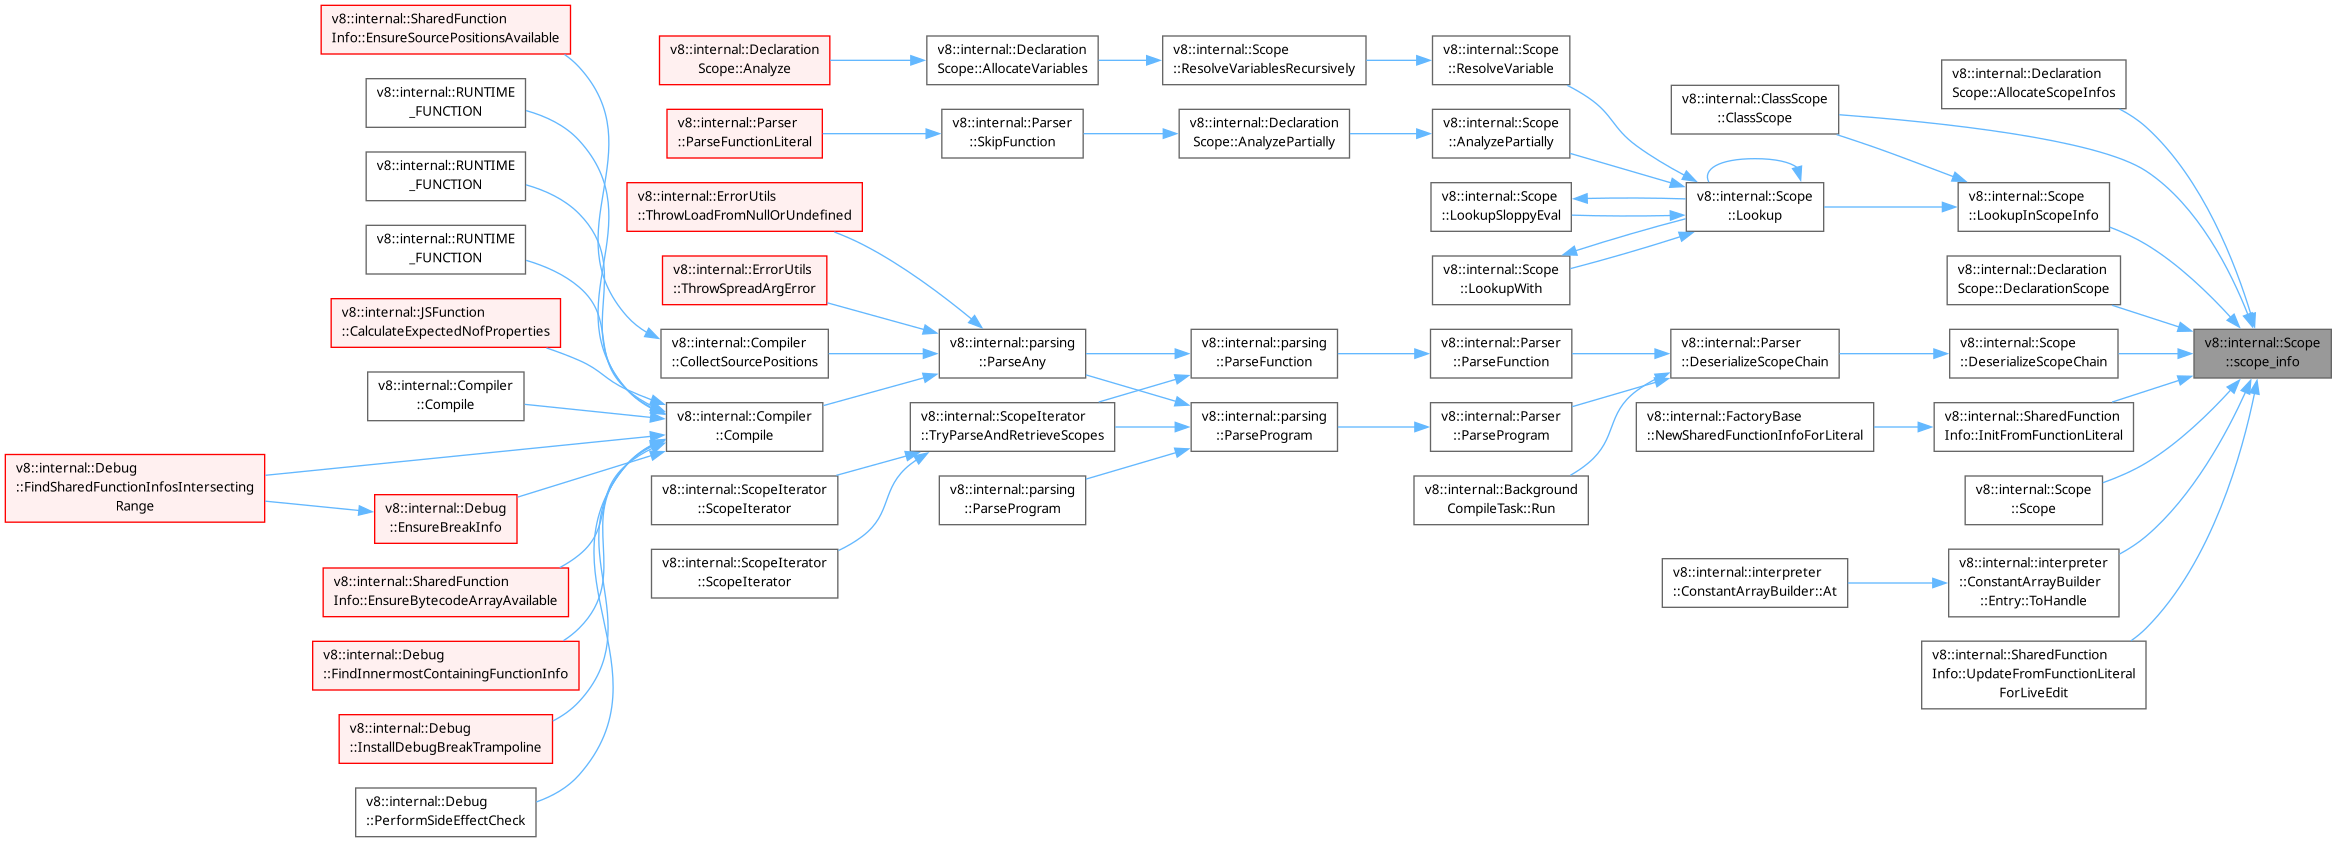 v8::internal::SharedFunction
Info::EnsureSourcePositionsAvailable
v8::internal::RUNTIME
_FUNCTION
v8::internal::RUNTIME
_FUNCTION
v8::internal::RUNTIME
_FUNCTION
v8::internal::JSFunction
::CalculateExpectedNofProperties
v8::internal::Compiler
::Compile
v8::internal::Debug
::FindSharedFunctionInfosIntersecting
Range
v8::internal::Debug
::EnsureBreakInfo
v8::internal::SharedFunction
Info::EnsureBytecodeArrayAvailable
v8::internal::Debug
::FindInnermostContainingFunctionInfo
v8::internal::Debug
::InstallDebugBreakTrampoline
v8::internal::Debug
::PerformSideEffectCheck
v8::internal::Declaration
Scope::Analyze
v8::internal::Parser
::ParseFunctionLiteral
v8::internal::ErrorUtils
::ThrowLoadFromNullOrUndefined
v8::internal::ErrorUtils
::ThrowSpreadArgError
v8::internal::Compiler
::CollectSourcePositions
v8::internal::Compiler
::Compile
v8::internal::ScopeIterator
::ScopeIterator
v8::internal::ScopeIterator
::ScopeIterator
v8::internal::Declaration
Scope::AllocateVariables
v8::internal::Parser
::SkipFunction
v8::internal::parsing
::ParseAny
v8::internal::ScopeIterator
::TryParseAndRetrieveScopes
v8::internal::parsing
::ParseProgram
v8::internal::Scope
::ResolveVariablesRecursively
v8::internal::Declaration
Scope::AnalyzePartially
v8::internal::parsing
::ParseFunction
v8::internal::parsing
::ParseProgram
v8::internal::Scope
::ResolveVariable
v8::internal::Scope
::AnalyzePartially
v8::internal::Scope
::LookupSloppyEval
v8::internal::Scope
::LookupWith
v8::internal::Parser
::ParseFunction
v8::internal::Parser
::ParseProgram
v8::internal::Background
CompileTask::Run
v8::internal::ClassScope
::ClassScope
v8::internal::Scope
::Lookup
v8::internal::Parser
::DeserializeScopeChain
v8::internal::FactoryBase
::NewSharedFunctionInfoForLiteral
v8::internal::interpreter
::ConstantArrayBuilder::At
v8::internal::Declaration
Scope::AllocateScopeInfos
v8::internal::Scope
::LookupInScopeInfo
v8::internal::Declaration
Scope::DeclarationScope
v8::internal::Scope
::DeserializeScopeChain
v8::internal::SharedFunction
Info::InitFromFunctionLiteral
v8::internal::Scope
::Scope
v8::internal::interpreter
::ConstantArrayBuilder
::Entry::ToHandle
v8::internal::SharedFunction
Info::UpdateFromFunctionLiteral
ForLiveEdit
v8::internal::Scope
::scope_info